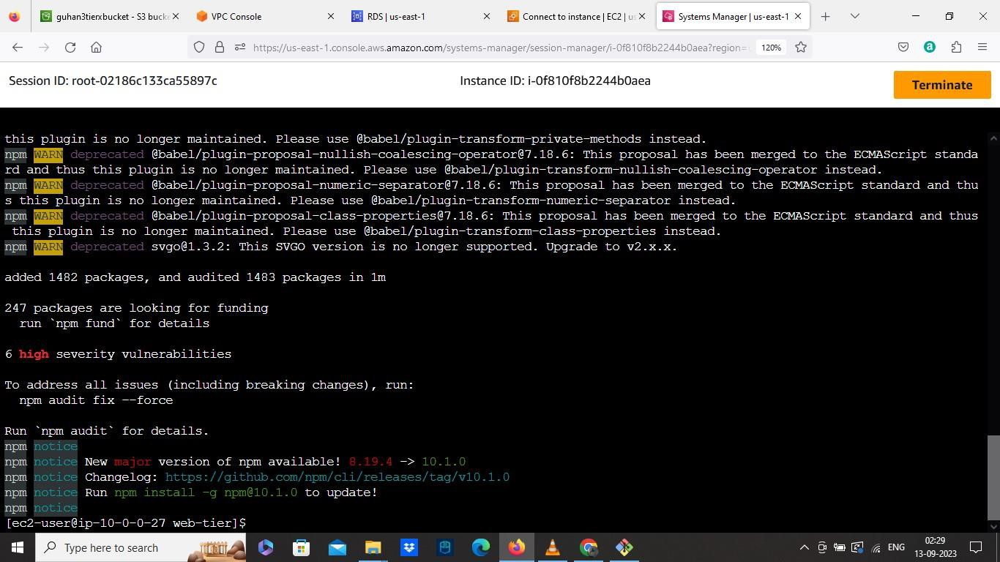 guhan3tierxbucket - S3 bucke
VPC Console
RDS | us-east-1
Connect to instance | EC2 | us
Systems Manager | us-east-1
https://us-east-1.console.aws.amazon.com/systems-manager/session-manager/i-0f810f8b2244b0aea?region=
120%
Session ID: root-02186c133ca55897c
Instance ID: i-0f810f8b2244b0aea
Terminate
this plugin is no longer maintained. Please use @babel/plugin-transform-private-methods instead.
npm WARN deprecated @babel/plugin-proposal-nullish-coalescing-operator@7.18.6: This proposal has been merged to the ECMAScript standa
rd and thus this plugin is no longer maintained. Please use @babel/plugin-transform-nullish-coalescing-operator instead.
npm WARN deprecated @babel/plugin-proposal-numeric-separator@7.18.6: This proposal has been merged to the ECMAScript standard and thu
s this plugin is no longer maintained. Please use @babel/plugin-transform-numeric-separator instead.
npm WARN deprecated @babel/plugin-proposal-class-properties@7.18.6: This proposal has been merged to the ECMAScript standard and thus
this plugin is no longer maintained. Please use @babel/plugin-transform-class-properties instead.
npm WARN deprecated svgo@1.3.2: This SVGO version is no longer supported. Upgrade to v2.x.x.
added 1482 packages, and audited 1483 packages in 1m
247 packages are looking for funding
run `npm fund` for details
6 high severity vulnerabilities
To address all issues (including breaking changes), run:
npm audit fix --force
Run `npm audit` for details.
npm notice
npm notice New major version of npm available! 8.19.4 -> 10.1.0
npm notice Changelog: https://github.com/npm/cli/releases/tag/v10.1.0
npm notice Run npm install -g npm@10.1.0 to update!
npm notice
[ec2-user@ip-10-0-0-27 web-tier]$
Type here to search
ENG
02:29
13-09-2023